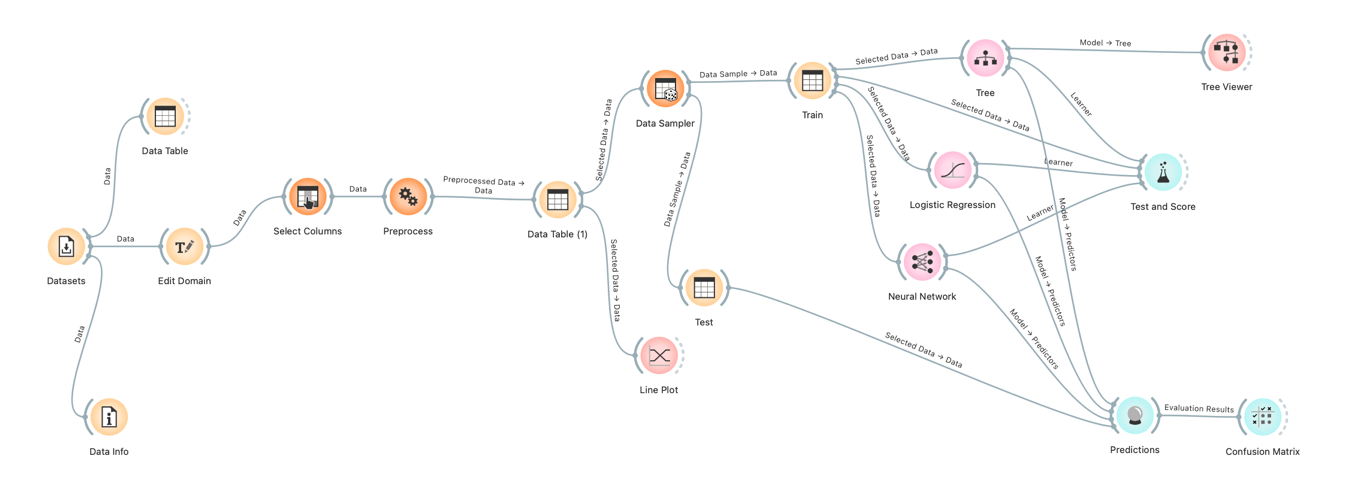 Data Table
Data
Datasets
Data
Edit Domain
Data
Data Info
Data
Select Columns
Data
Preprocess
Preprocessed Data →
Data
Data Table (1)
Selected Data → Data
Selected Data → Data
Line Plot
Data Sampler
Data Sample → Data
Data Sample → Data
Test
Selected Data → Data
Train
Selected Data → Data
Selected Data → Data
Selected Data → Data
Selected Data → Data
Tree
Model → Tree
Tree Viewer
Learner
Logistic Regression
Learner
Neural Network
Learner
Test and Score
Model → Predictors
Model → Predictors
Model → Predictors
Predictions
Evaluation Results
Confusion Matrix